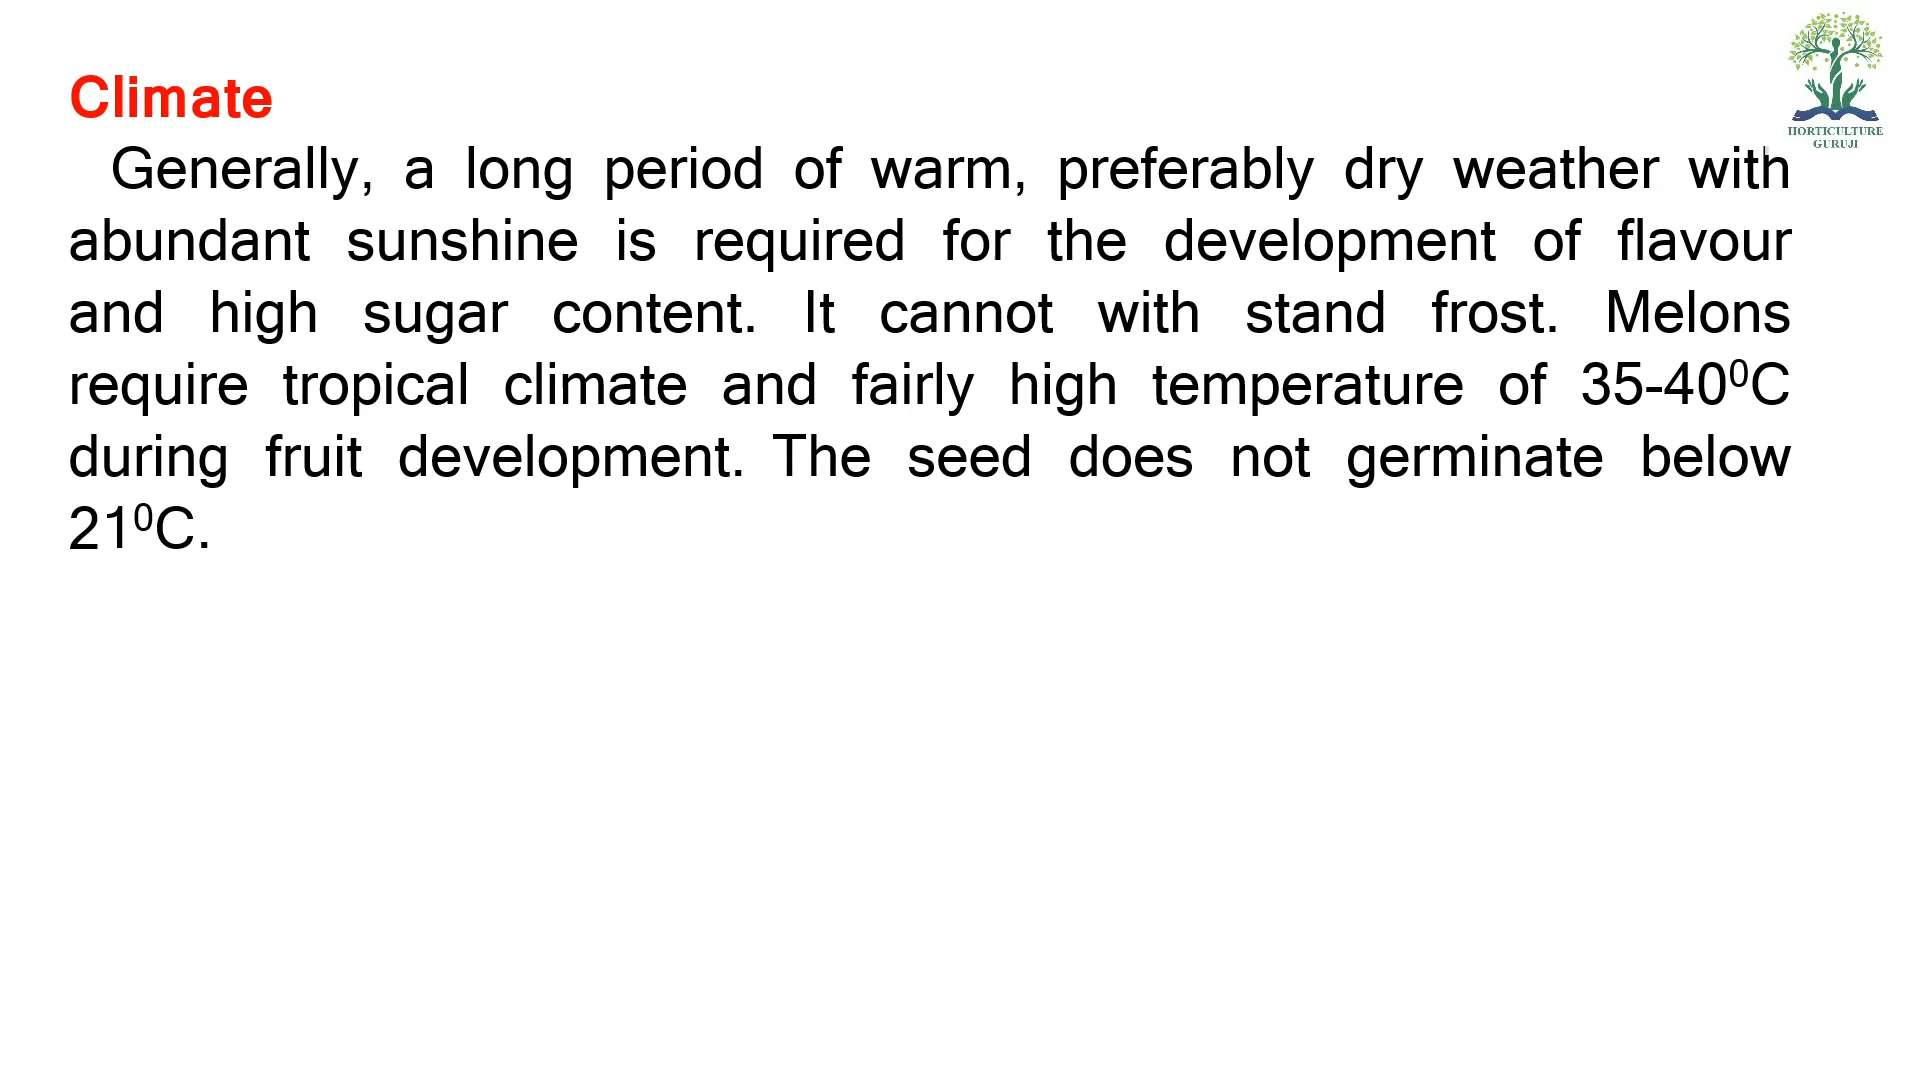 HORTICULTURE
GURUJI
Climate
Generally, a long period of warm, preferably dry weather with
abundant sunshine is required for the development of flavour
and high sugar content. It cannot with stand frost. Melons
require tropical climate and fairly high temperature of 35-40⁰C
during fruit development. The seed does not germinate below
21⁰C.